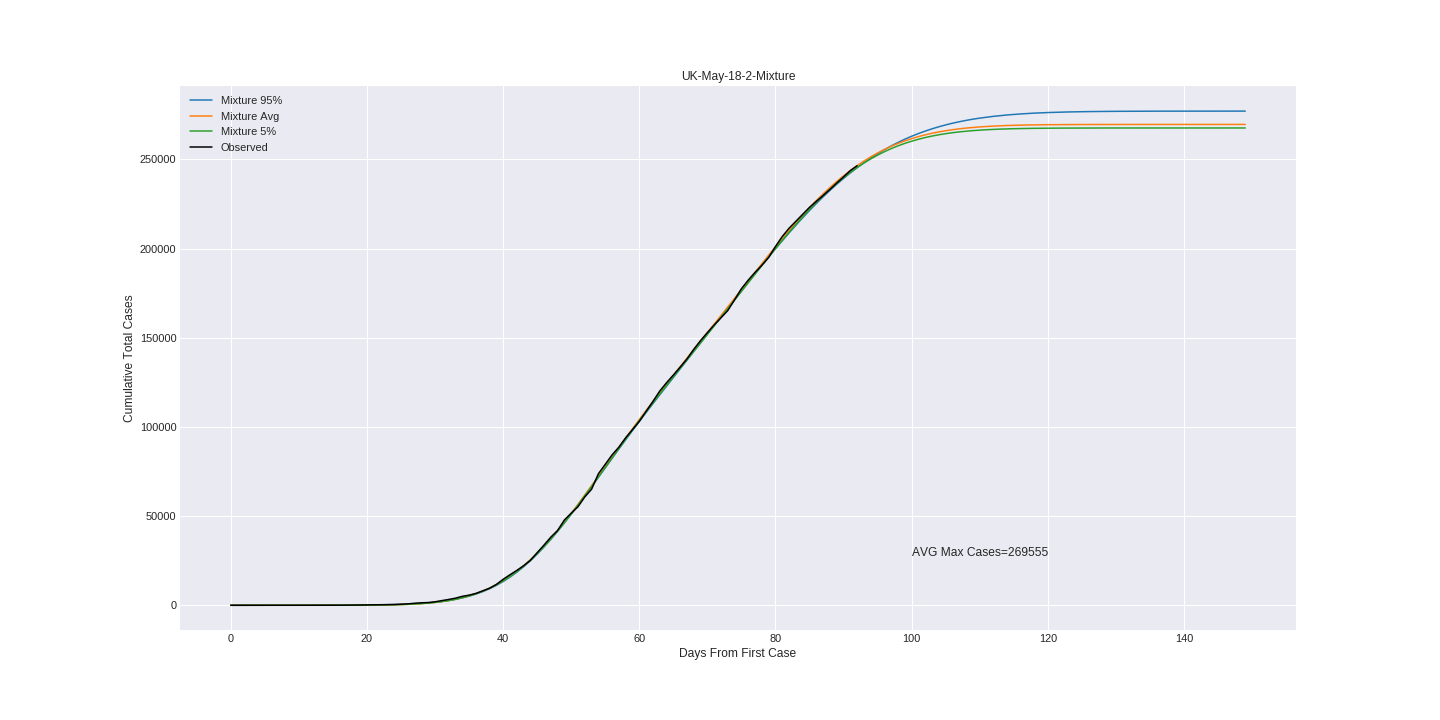 UK-May-18-2-Mixture
Mixture 95%
Mixture Avg
Mixture 5%
Observed
250000
200000
150000
100000
50000
0
Cumulative Total Cases
AVG Max Cases=269555
0 20 40 60 80 100 120 140
Days From First Case